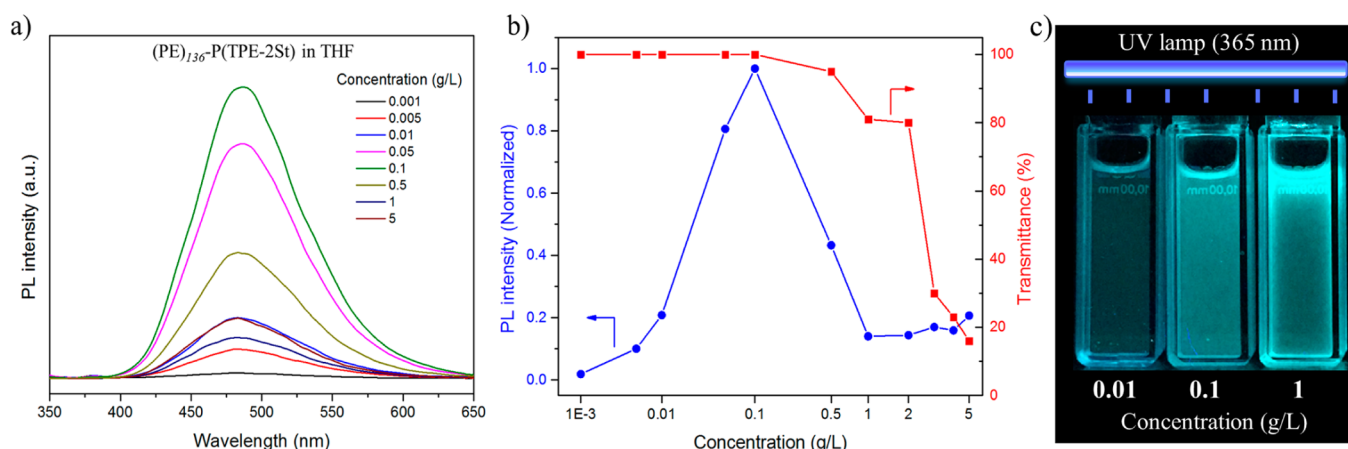 a)
(PE)136-P(TPE-2St) in THF
Concentration (g/L)
0.001
0.005
0.01
0.05
0.1
0.5
1
5
PL intensity (a.u.)
350 400 450 500 550 600 650
Wavelength (nm)
b)
1.0
0.8
0.6
0.4
0.2
0.0
PL intensity (Normalized)
100
80
60
40
20
0
Transmittance (%)
1E-3 0.01 0.1 0.5 1 2 5
Concentration (g/L)
c)
UV lamp (365 nm)
0.01 0.1 1
Concentration (g/L)